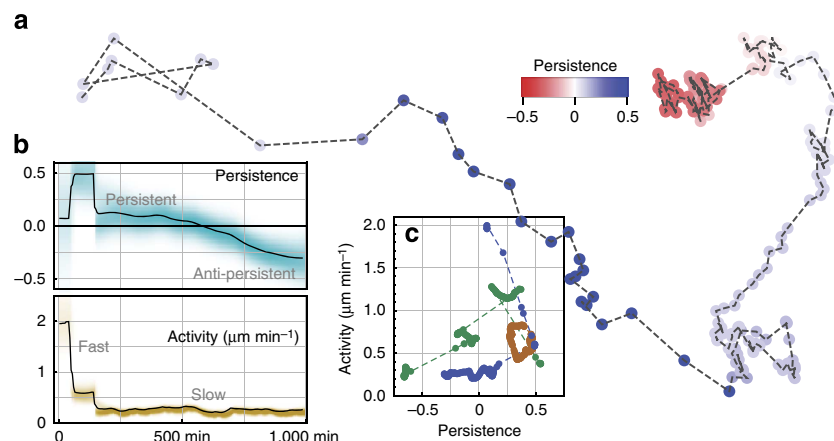 a
Persistence
−0.5 0 0.5
b
0.5
0.0
−0.5
Persistence
Persistent
Anti-persistent
2
1
0
Activity (μm min−1)
Fast
Slow
0 500 min 1,000 min
c
2.0
1.5
1.0
0.5
0.0
Activity (μm min−1)
−0.5 0 0.5
Persistence